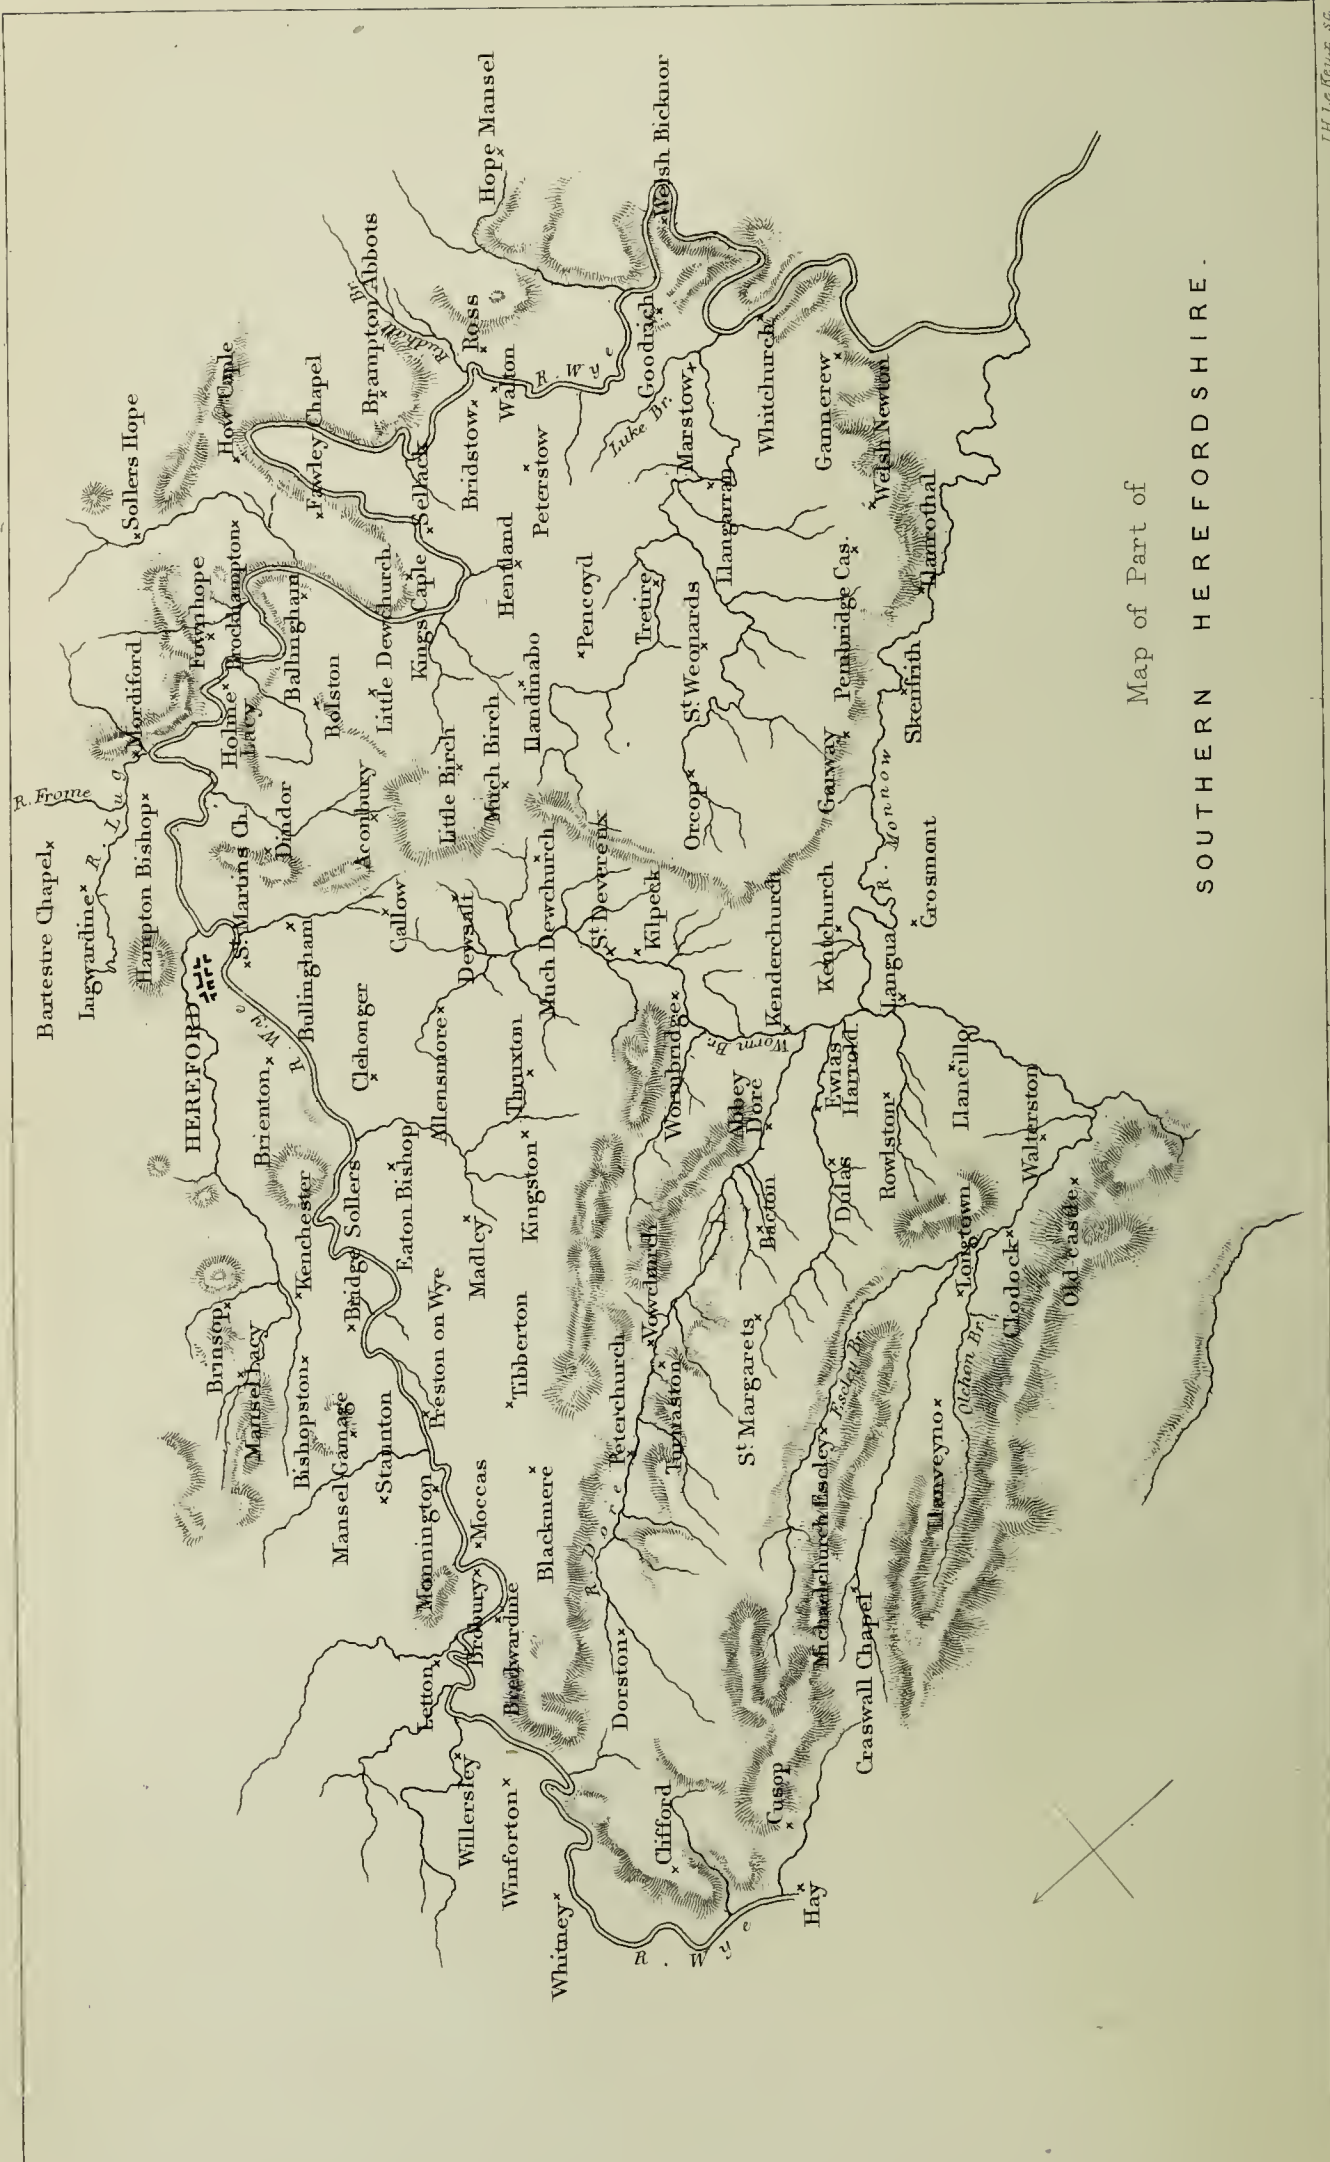 Bartestre Chapel
Lugwardine
R. Frome
R. Lug
Hampton Bishop
Mordiford
Sollers Hope
HEREFORD
Fownhope
How Caple
Brockhampton
St. Martins Ch.
Holme
Lacy
Brinsop
Mansel Lacy
Brienton
R. Wye
Bullingham
Dindor
Ballingham
Fawley Chapel
Bishopston
Kenchester
Bolston
Mansel Gamage
Bridge Sollers
Clehonger
Aconbury
Little Dewchurch
Brampton Abbots
Rudhall
Br.
Staunton
Eaton Bishop
Callow
Kings Caple
Sellack
Letton
Monnington
Preston on Wye
Allensmore
Little Birch
Bridstow
Ross
Willersley
Brobury
Moccas
Madley
Dewsalt
Much Birch
Hentland
Walton
Hope Mansel
Winforton
Bredwardine
Tibberton
Kingston
Thruxton
Much Dewchurch
Llandinabo
Peterstow
Whitney
Blackmere
St. Devereux
Pencoyd
R. Wye
Dorston
R. Dore
Peterchurch
Vowchurch
Kilpeck
Tretire
Luke Br.
Goodrich
Welsh Bicknor
R. Wye
Clifford
Turnaston
Wormbridge
Orcop
St. Weonards
Marstow
Llangarran
St. Margarets
Abbey
Dore
Worm Br.
Cusop
Bacton
Kenderchurch
Whitchurch
Hay
Michaelchurch Escley
Escley Br.
Dulas
Ewias
Harrold
Kentchurch
Garway
Pembridge Cas.
Gannerew
Craswall Chapel
Rowlston
Langua
R. Monnow
Welsh Newton
Llanveyno
Olchon Br.
Longtown
Llancillo
Grosmont
Skenfrith
Llanrothal
Clodock
Walterston
Old-castle
Map of Part of
SOUTHERN HEREFORDSHIRE.